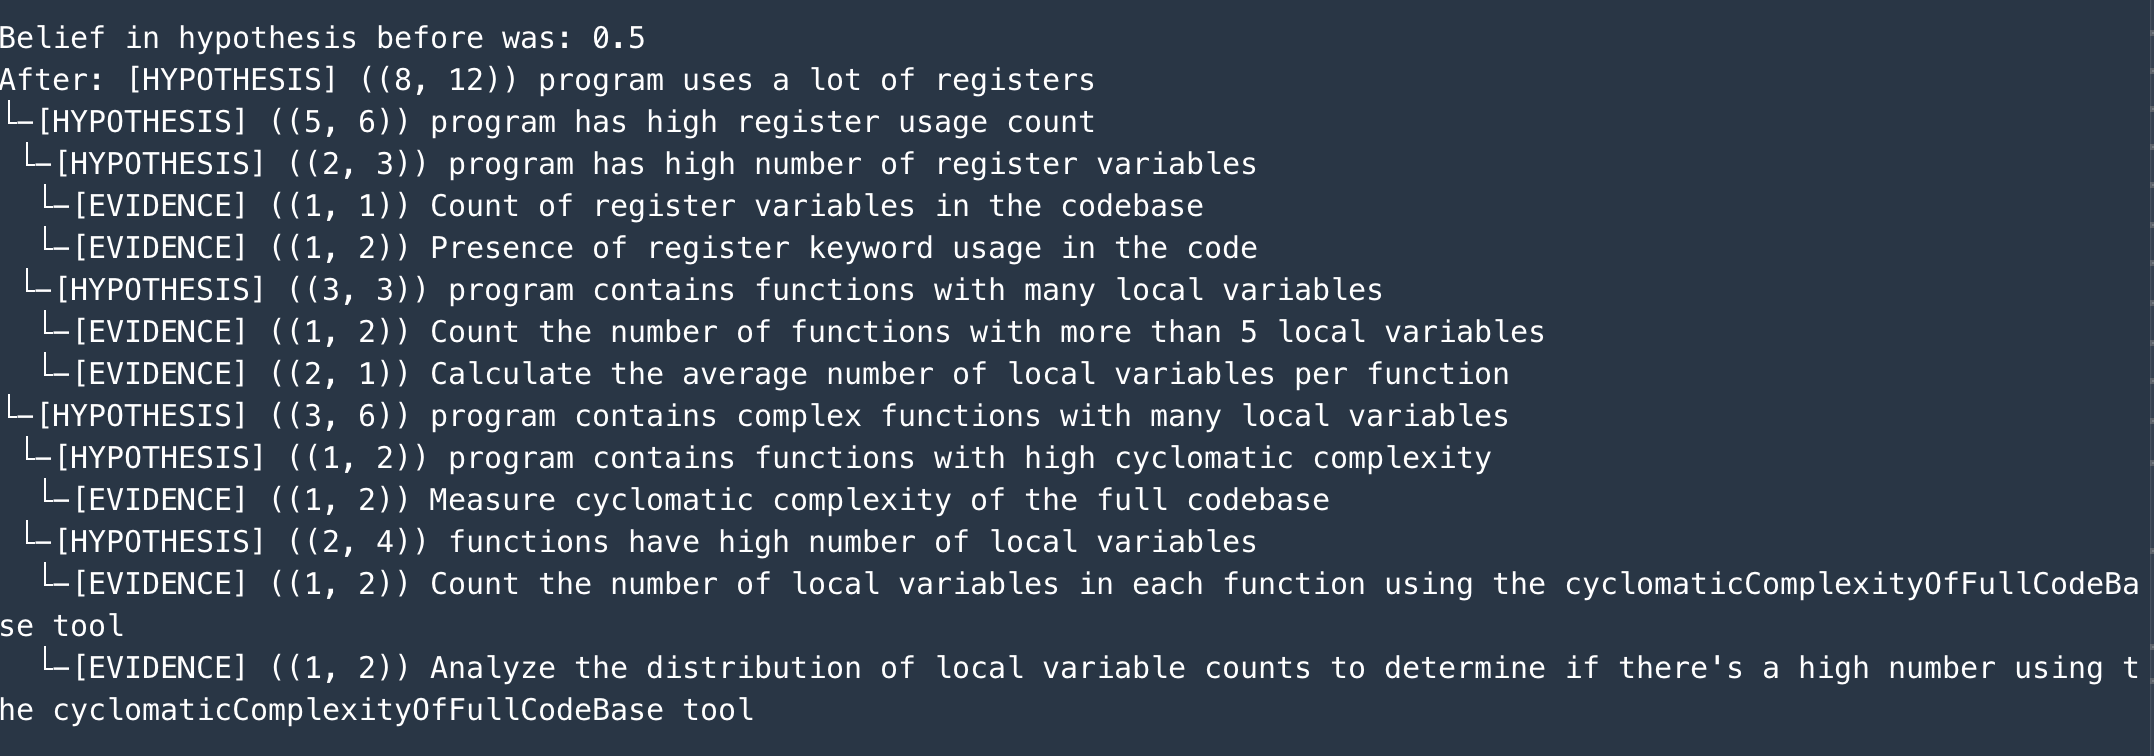 Belief in hypothesis before was: 0.5
After: [HYPOTHESIS] ((8, 12)) program uses a lot of registers
└─[HYPOTHESIS] ((5, 6)) program has high register usage count
 └─[HYPOTHESIS] ((2, 3)) program has high number of register variables
  └─[EVIDENCE] ((1, 1)) Count of register variables in the codebase
  └─[EVIDENCE] ((1, 2)) Presence of register keyword usage in the code
 └─[HYPOTHESIS] ((3, 3)) program contains functions with many local variables
  └─[EVIDENCE] ((1, 2)) Count the number of functions with more than 5 local variables
  └─[EVIDENCE] ((2, 1)) Calculate the average number of local variables per function
└─[HYPOTHESIS] ((3, 6)) program contains complex functions with many local variables
 └─[HYPOTHESIS] ((1, 2)) program contains functions with high cyclomatic complexity
  └─[EVIDENCE] ((1, 2)) Measure cyclomatic complexity of the full codebase
 └─[HYPOTHESIS] ((2, 4)) functions have high number of local variables
  └─[EVIDENCE] ((1, 2)) Count the number of local variables in each function using the cyclomaticComplexityOfFullCodeBa
se tool
  └─[EVIDENCE] ((1, 2)) Analyze the distribution of local variable counts to determine if there's a high number using t
he cyclomaticComplexityOfFullCodeBase tool